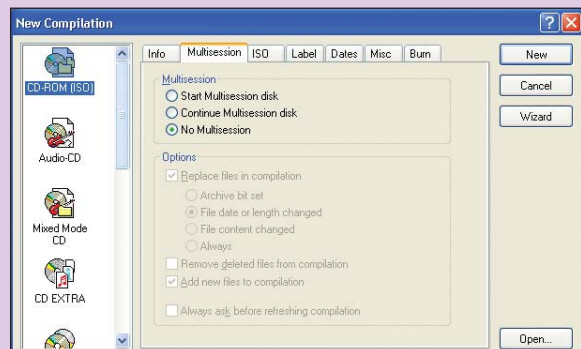 New Compilation
CD-ROM (ISO)
Audio-CD
Mixed Mode
CD
CD EXTRA
Info Multisession ISO Label Dates Misc Burn
Multisession
Start Multisession disk
Continue Multisession disk
No Multisession
Options
Replace files in compilation
Archive bit set
File date or length changed
File content changed
Always
Remove deleted files from compilation
Add new files to compilation
Always ask before refreshing compilation
New
Cancel
Wizard
Open...